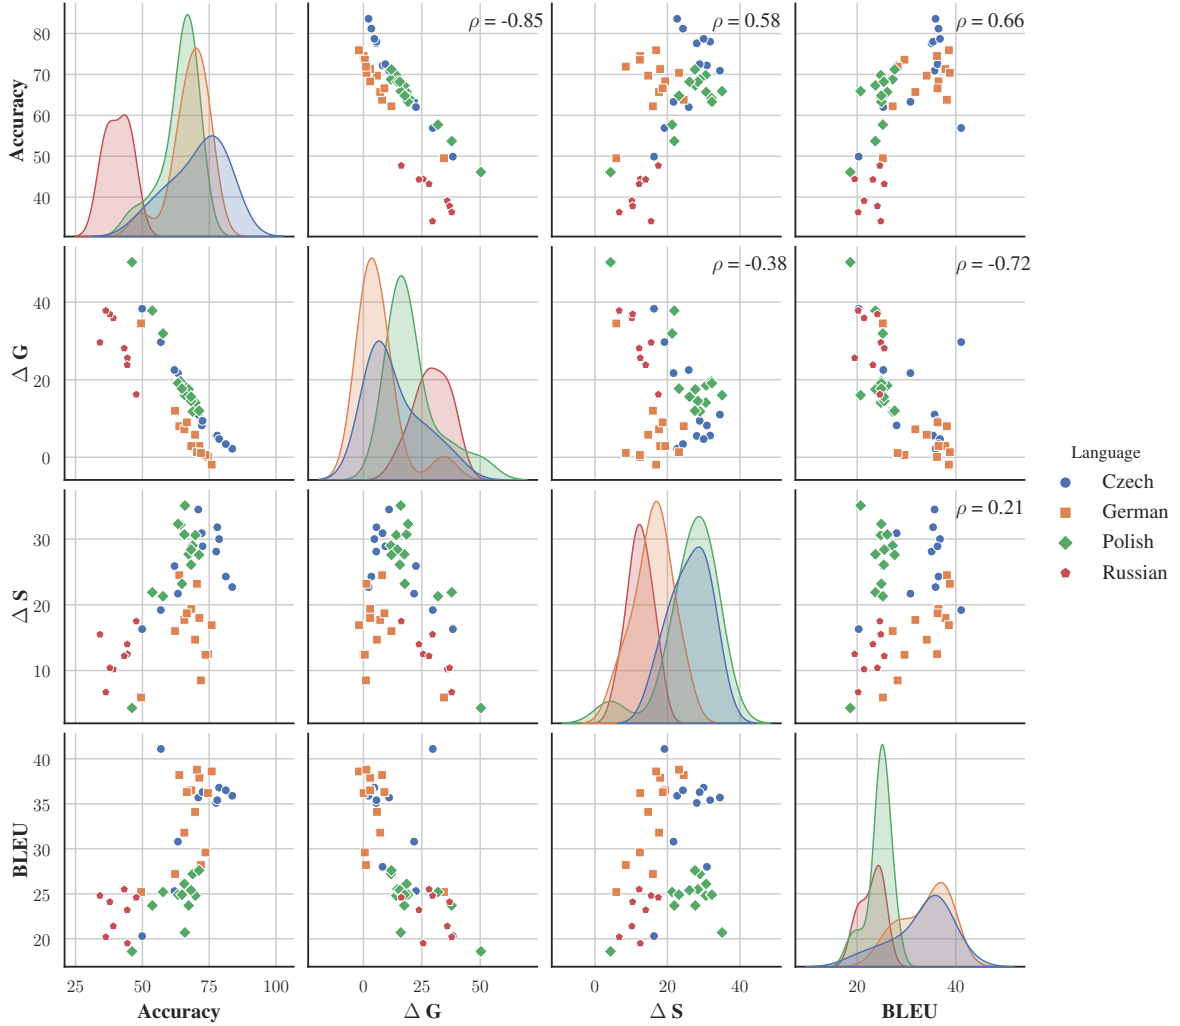 ρ = -0.85
ρ = 0.58
ρ = 0.66
80
70
60
50
40
Accuracy
ρ = -0.38
ρ = -0.72
40
20
0
Δ G
ρ = 0.21
30
20
10
Δ S
Language
Czech
German
Polish
Russian
40
35
30
25
20
BLEU
25 50 75 100
0 25 50
0 20 40
20 40
Accuracy
Δ G
Δ S
BLEU